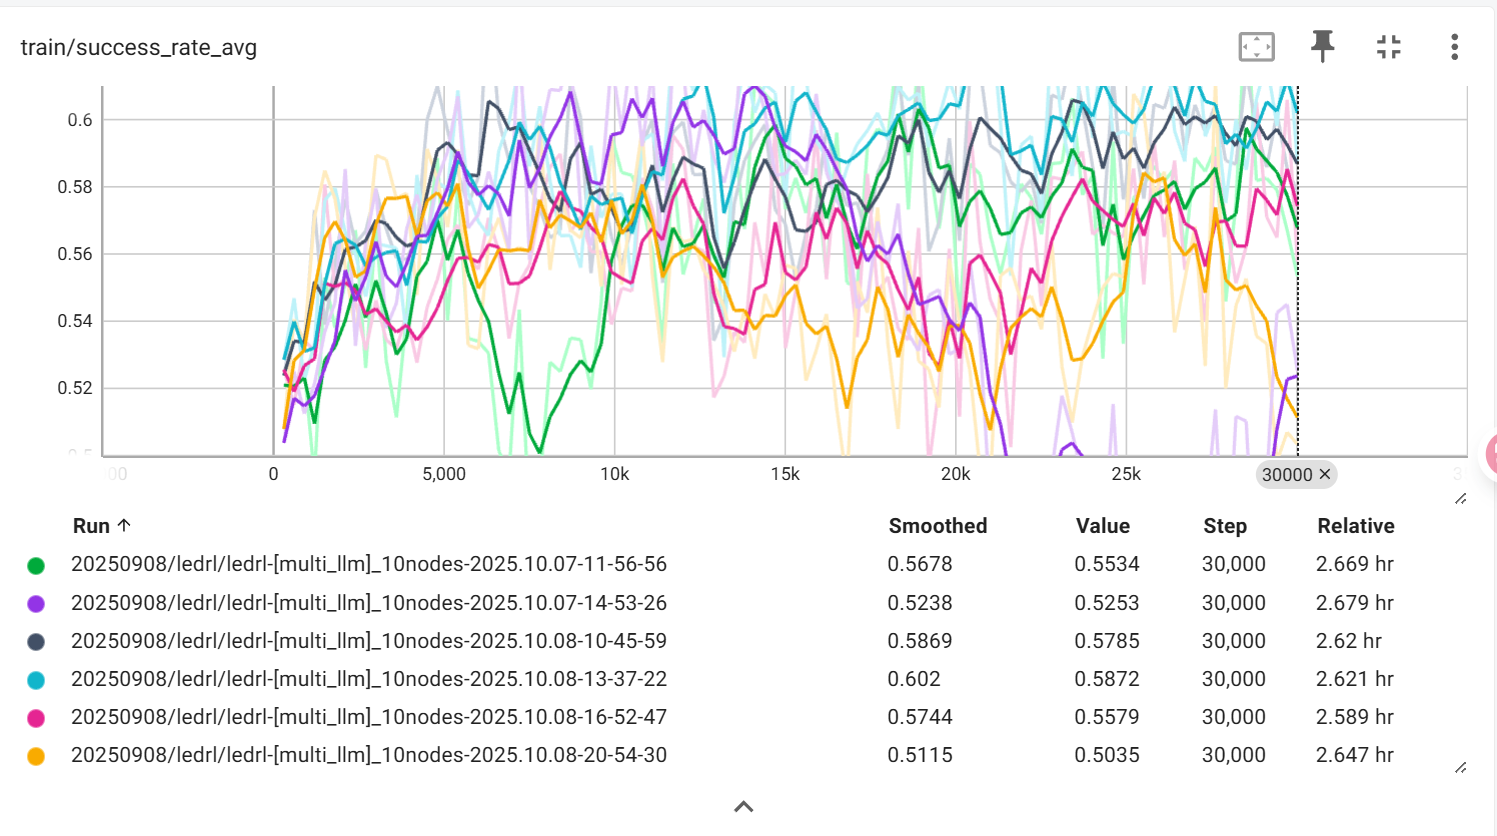 train/success_rate_avg
0.6
0.58
0.56
0.54
0.52
0 5,000 10k 15k 20k 25k 30000 ×
Run ↑ Smoothed Value Step Relative
20250908/ledrl/ledrl-[multi_llm]_10nodes-2025.10.07-11-56-56 0.5678 0.5534 30,000 2.669 hr
20250908/ledrl/ledrl-[multi_llm]_10nodes-2025.10.07-14-53-26 0.5238 0.5253 30,000 2.679 hr
20250908/ledrl/ledrl-[multi_llm]_10nodes-2025.10.08-10-45-59 0.5869 0.5785 30,000 2.62 hr
20250908/ledrl/ledrl-[multi_llm]_10nodes-2025.10.08-13-37-22 0.602 0.5872 30,000 2.621 hr
20250908/ledrl/ledrl-[multi_llm]_10nodes-2025.10.08-16-52-47 0.5744 0.5579 30,000 2.589 hr
20250908/ledrl/ledrl-[multi_llm]_10nodes-2025.10.08-20-54-30 0.5115 0.5035 30,000 2.647 hr